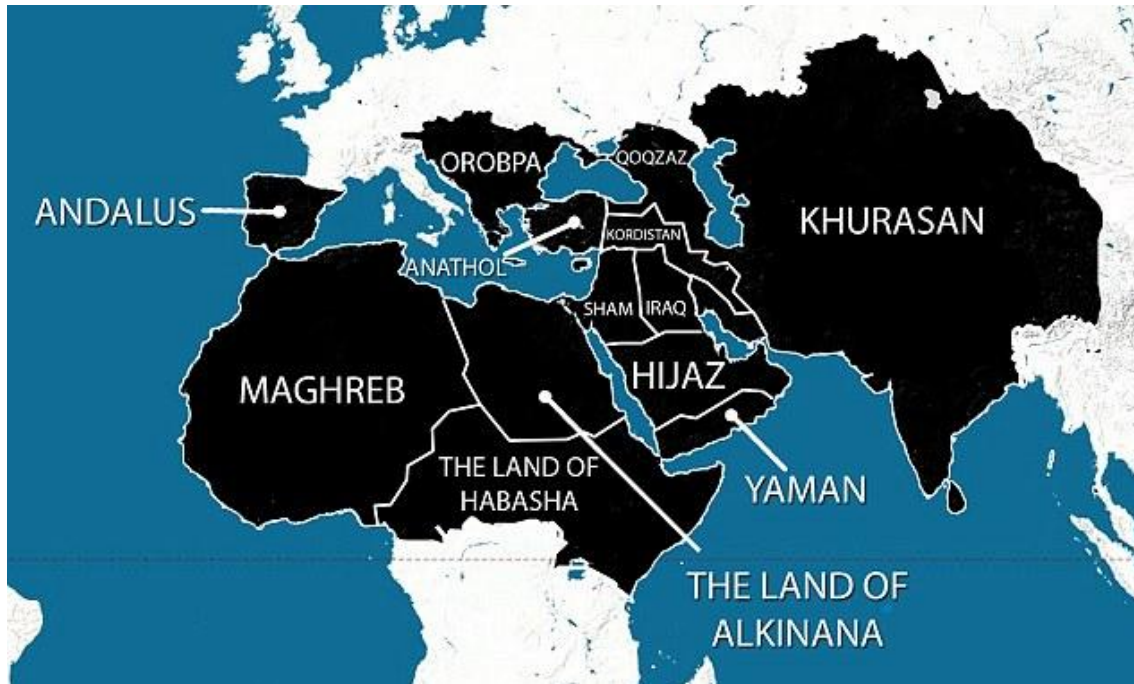 OROBPA
QOQZAZ
ANDALUS
KHURASAN
KORDISTAN
ANATHOL
SHAM
IRAQ
HIJAZ
MAGHREB
THE LAND OF
HABASHA
YAMAN
THE LAND OF
ALKINANA